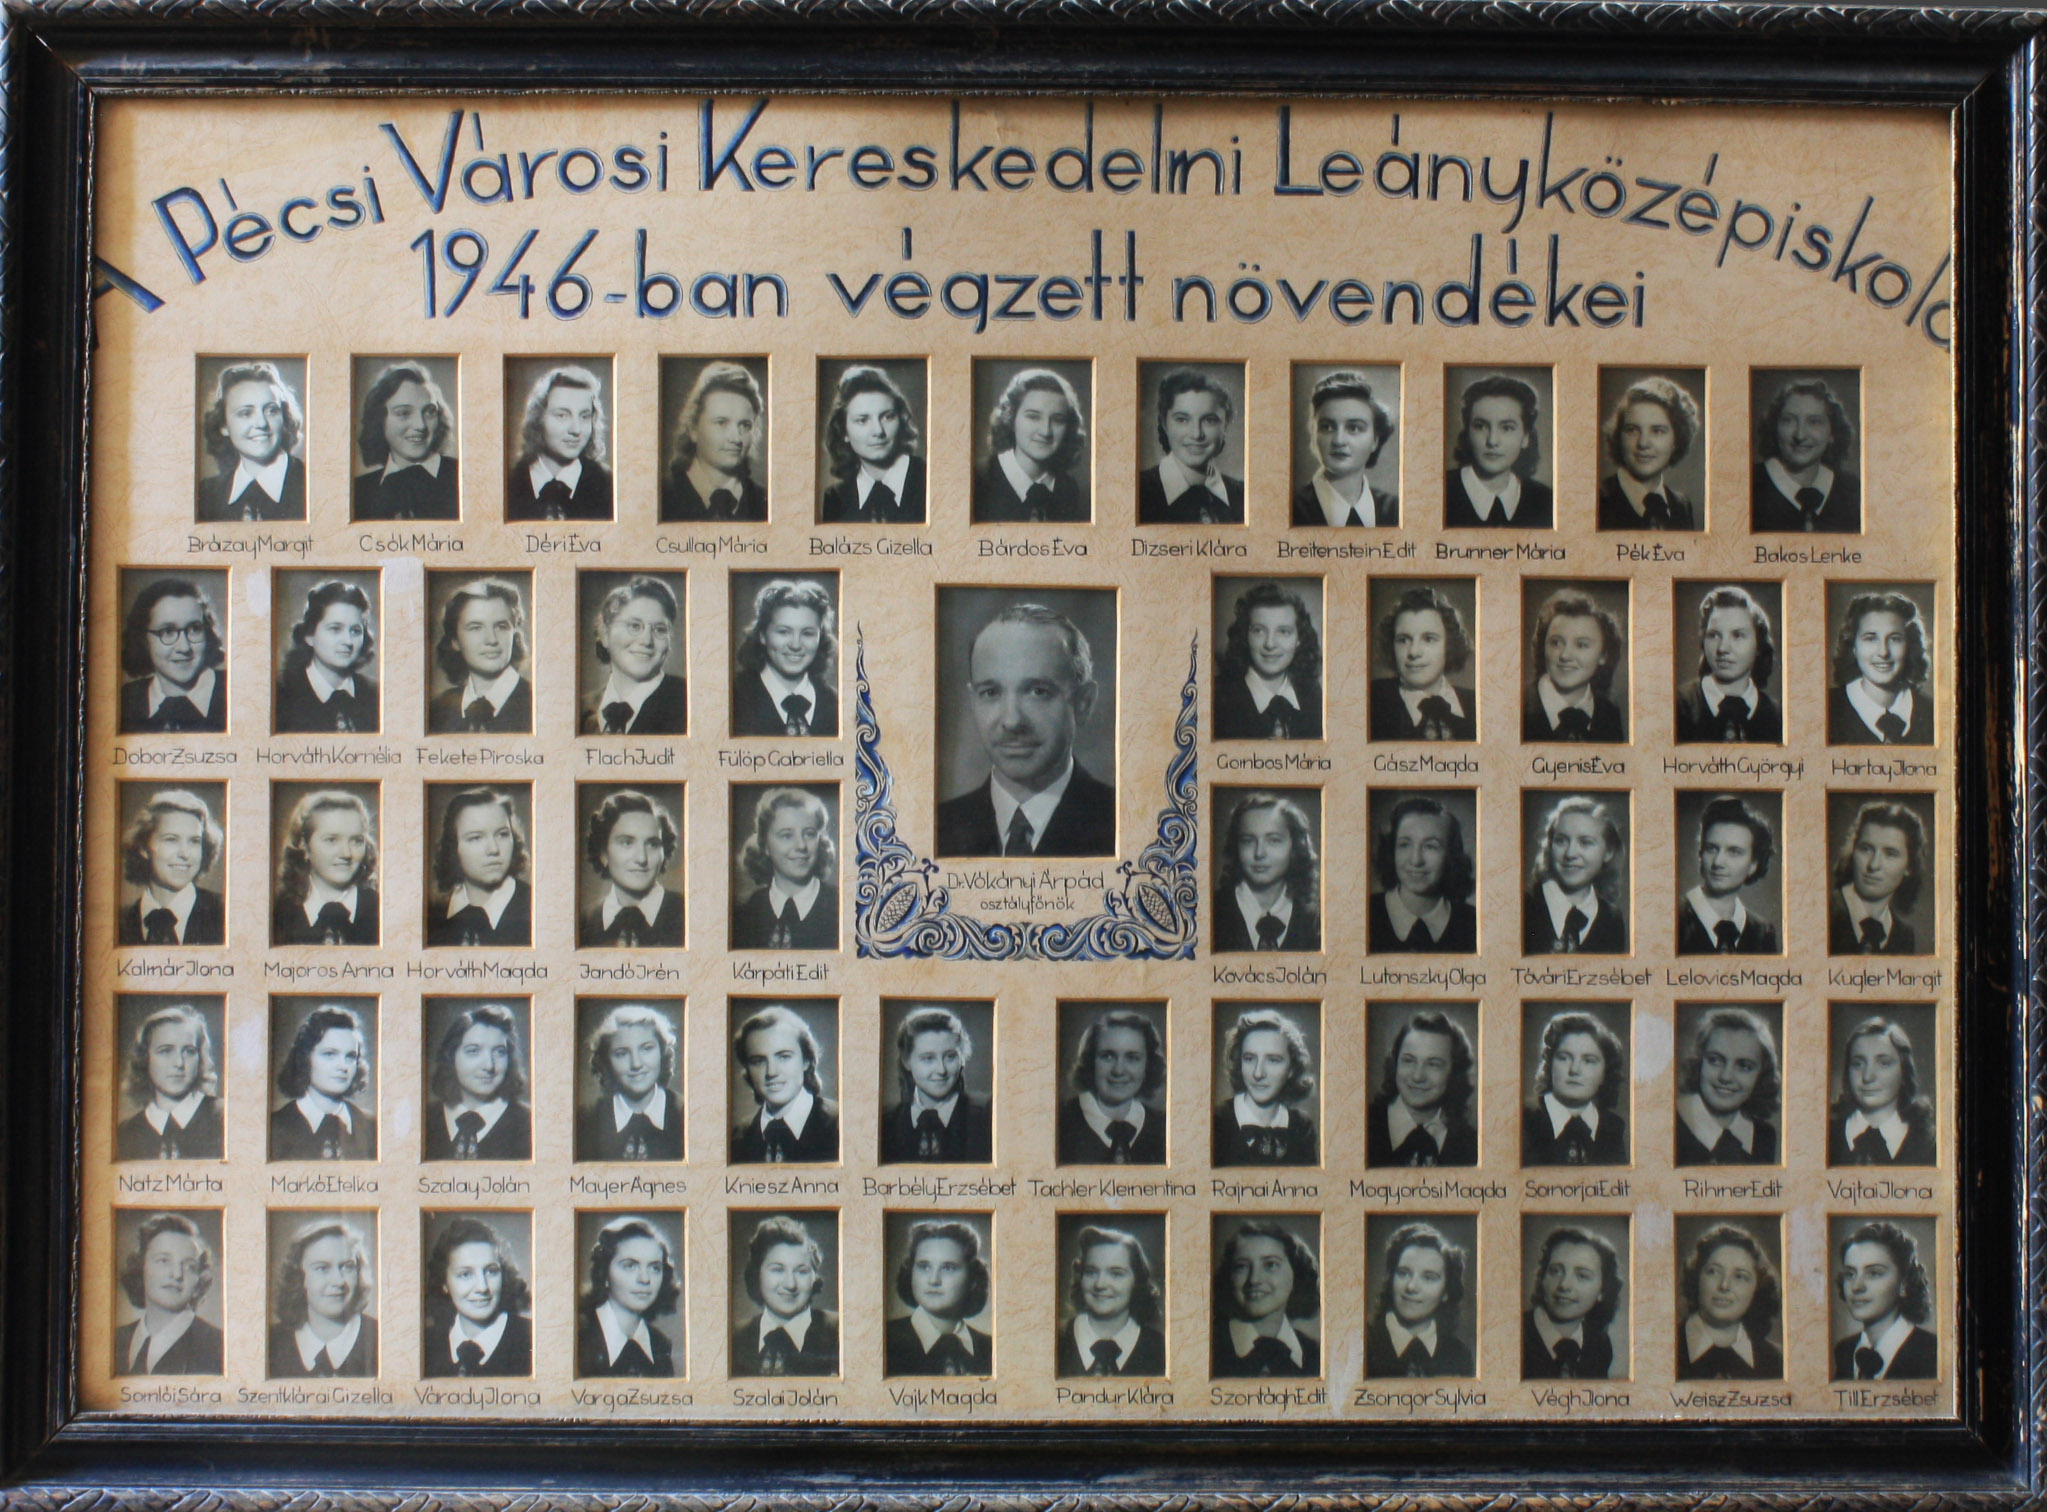 A Pécsi Városi Kereskedelmi Leányközépiskola
1946-ban végzett növendékei
Brázay Margit Csók Mária Déri Éva Csullag Mária Balázs Gizella Bárdos Éva Dizseri Klára Breitenstein Edit Brunner Mária Pék Éva Bakos Lenke
Dobor Zsuzsa Horváth Kornélia Fekete Piroska Flach Judit Fülöp Gabriella Gombos Mária Gász Magda Gyenis Éva Horváth Györgyi Hartay Ilona
Dr. Vókányi Árpád
osztályfőnök
Kalmár Ilona Majoros Anna Horváth Magda Jandó Irén Kárpáti Edit Kovács Jolán Lutonszky Olga Tóvári Erzsébet Lelovics Magda Kugler Margit
Natz Márta Markó Etelka Szalay Jolán Mayer Ágnes Kniesz Anna Barbély Erzsébet Tachler Klementina Rajnai Anna Mogyorósi Magda Somorjai Edit Rihmer Edit Vajtai Ilona
Somlói Sára Szentklárai Gizella Várady Ilona Varga Zsuzsa Szalai Jolán Vajk Magda Pandur Klára Szontágh Edit Zsongor Sylvia Végh Ilona Weisz Zsuzsa Till Erzsébet